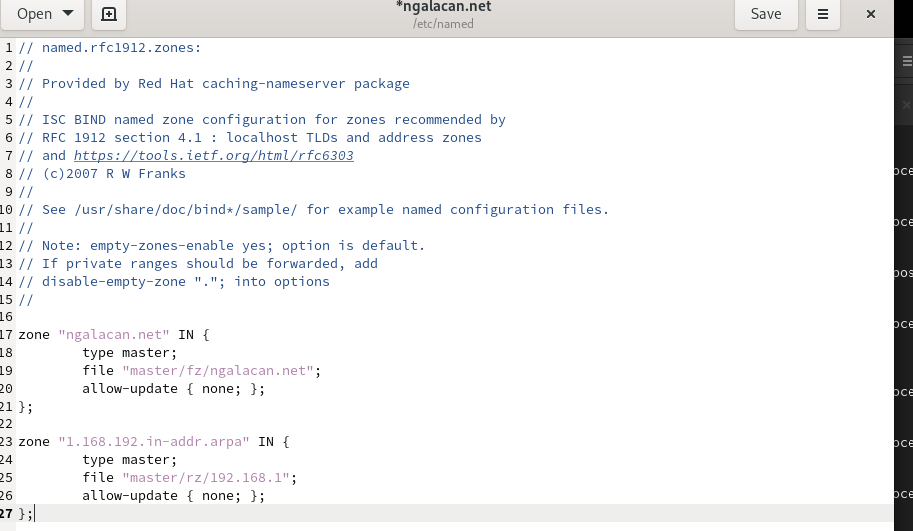 Open
*ngalacan.net
/etc/named
Save
1 // named.rfc1912.zones:
2 //
3 // Provided by Red Hat caching-nameserver package
4 //
5 // ISC BIND named zone configuration for zones recommended by
6 // RFC 1912 section 4.1 : localhost TLDs and address zones
7 // and https://tools.ietf.org/html/rfc6303
8 // (c)2007 R W Franks
9 //
10 // See /usr/share/doc/bind*/sample/ for example named configuration files.
11 //
12 // Note: empty-zones-enable yes; option is default.
13 // If private ranges should be forwarded, add
14 // disable-empty-zone "."; into options
15 //
16
17 zone "ngalacan.net" IN {
18         type master;
19         file "master/fz/ngalacan.net";
20         allow-update { none; };
21 };
22
23 zone "1.168.192.in-addr.arpa" IN {
24         type master;
25         file "master/rz/192.168.1";
26         allow-update { none; };
27 };